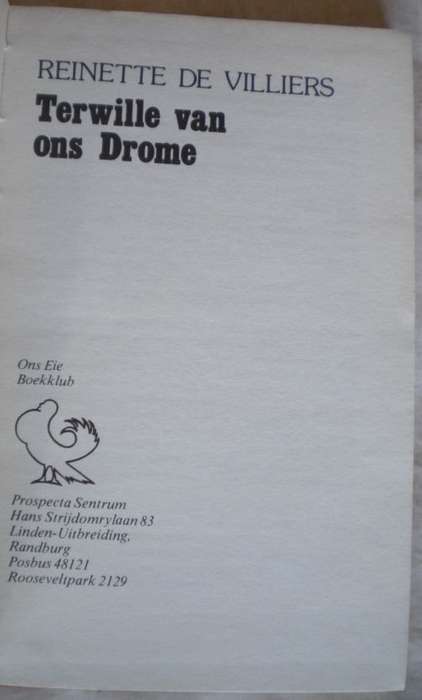 REINETTE DE VILLIERS
Terwille van
ons Drome
Ons Eie
Boekklub
Prospecta Sentrum
Hans Strijdomrylaan 83
Linden-Uitbreiding,
Randburg
Posbus 48121
Rooseveltpark 2129